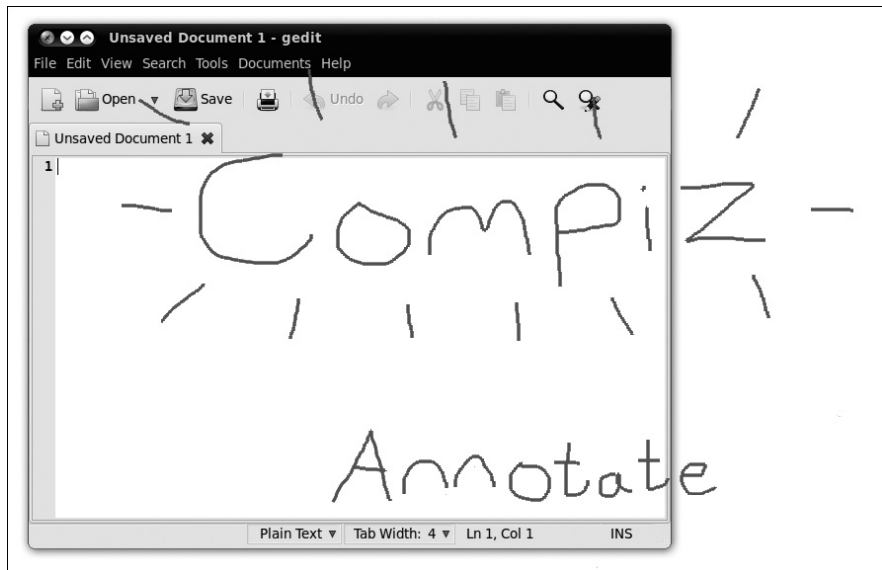 Unsaved Document 1 - gedit
File Edit View Search Tools Documents Help
Open Save Undo
Unsaved Document 1
1
Compiz
Annotate
Plain Text Tab Width: 4 Ln 1, Col 1 INS